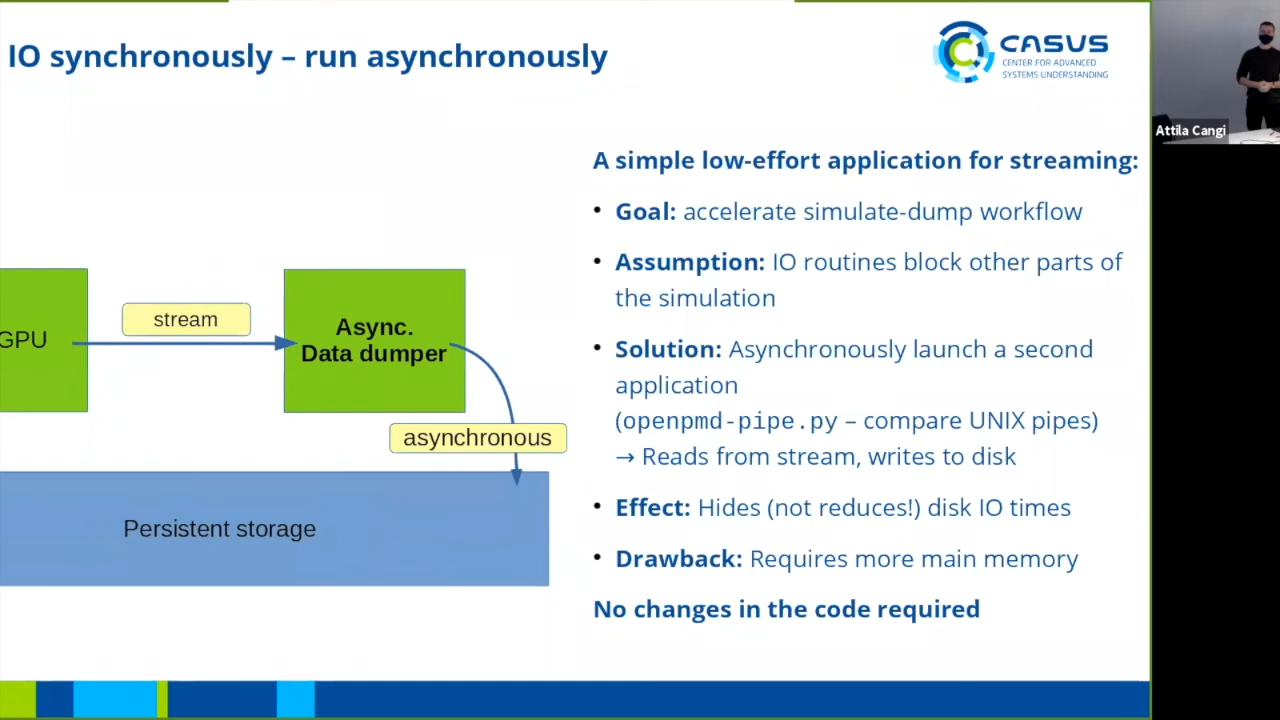 IO synchronously – run asynchronously
CASUS
CENTER FOR ADVANCED
SYSTEMS UNDERSTANDING
Attila Cangi
A simple low-effort application for streaming:
• Goal: accelerate simulate-dump workflow
• Assumption: IO routines block other parts of
the simulation
• Solution: Asynchronously launch a second
application
(openpmd-pipe.py – compare UNIX pipes)
→ Reads from stream, writes to disk
• Effect: Hides (not reduces!) disk IO times
• Drawback: Requires more main memory
No changes in the code required
GPU
stream
Async.
Data dumper
asynchronous
Persistent storage